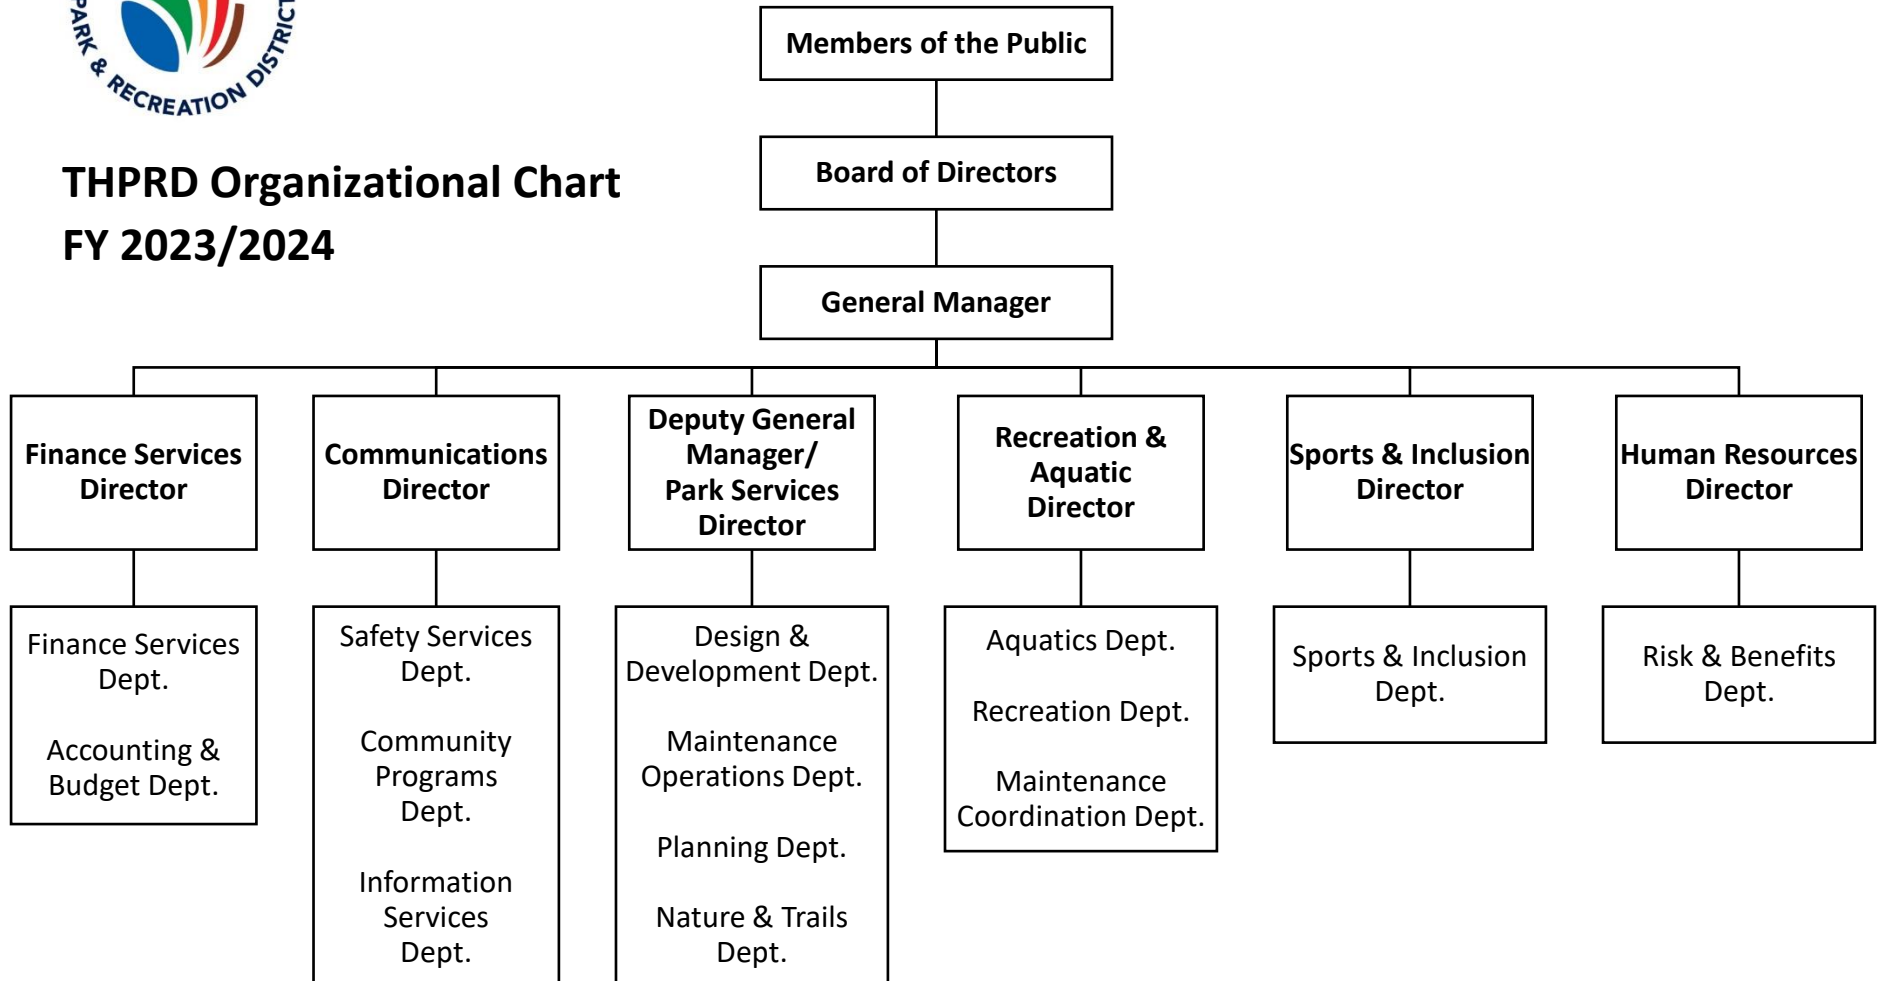 PARK & RECREATION DISTRICT
THPRD Organizational Chart
FY 2023/2024
Members of the Public
Board of Directors
General Manager
Finance Services
Director
Communications
Director
Deputy General
Manager/
Park Services
Director
Recreation &
Aquatic
Director
Sports & Inclusion
Director
Human Resources
Director
Finance Services
Dept.
Accounting &
Budget Dept.
Safety Services
Dept.
Community
Programs
Dept.
Information
Services
Dept.
Design &
Development Dept.
Maintenance
Operations Dept.
Planning Dept.
Nature & Trails
Dept.
Aquatics Dept.
Recreation Dept.
Maintenance
Coordination Dept.
Sports & Inclusion
Dept.
Risk & Benefits
Dept.